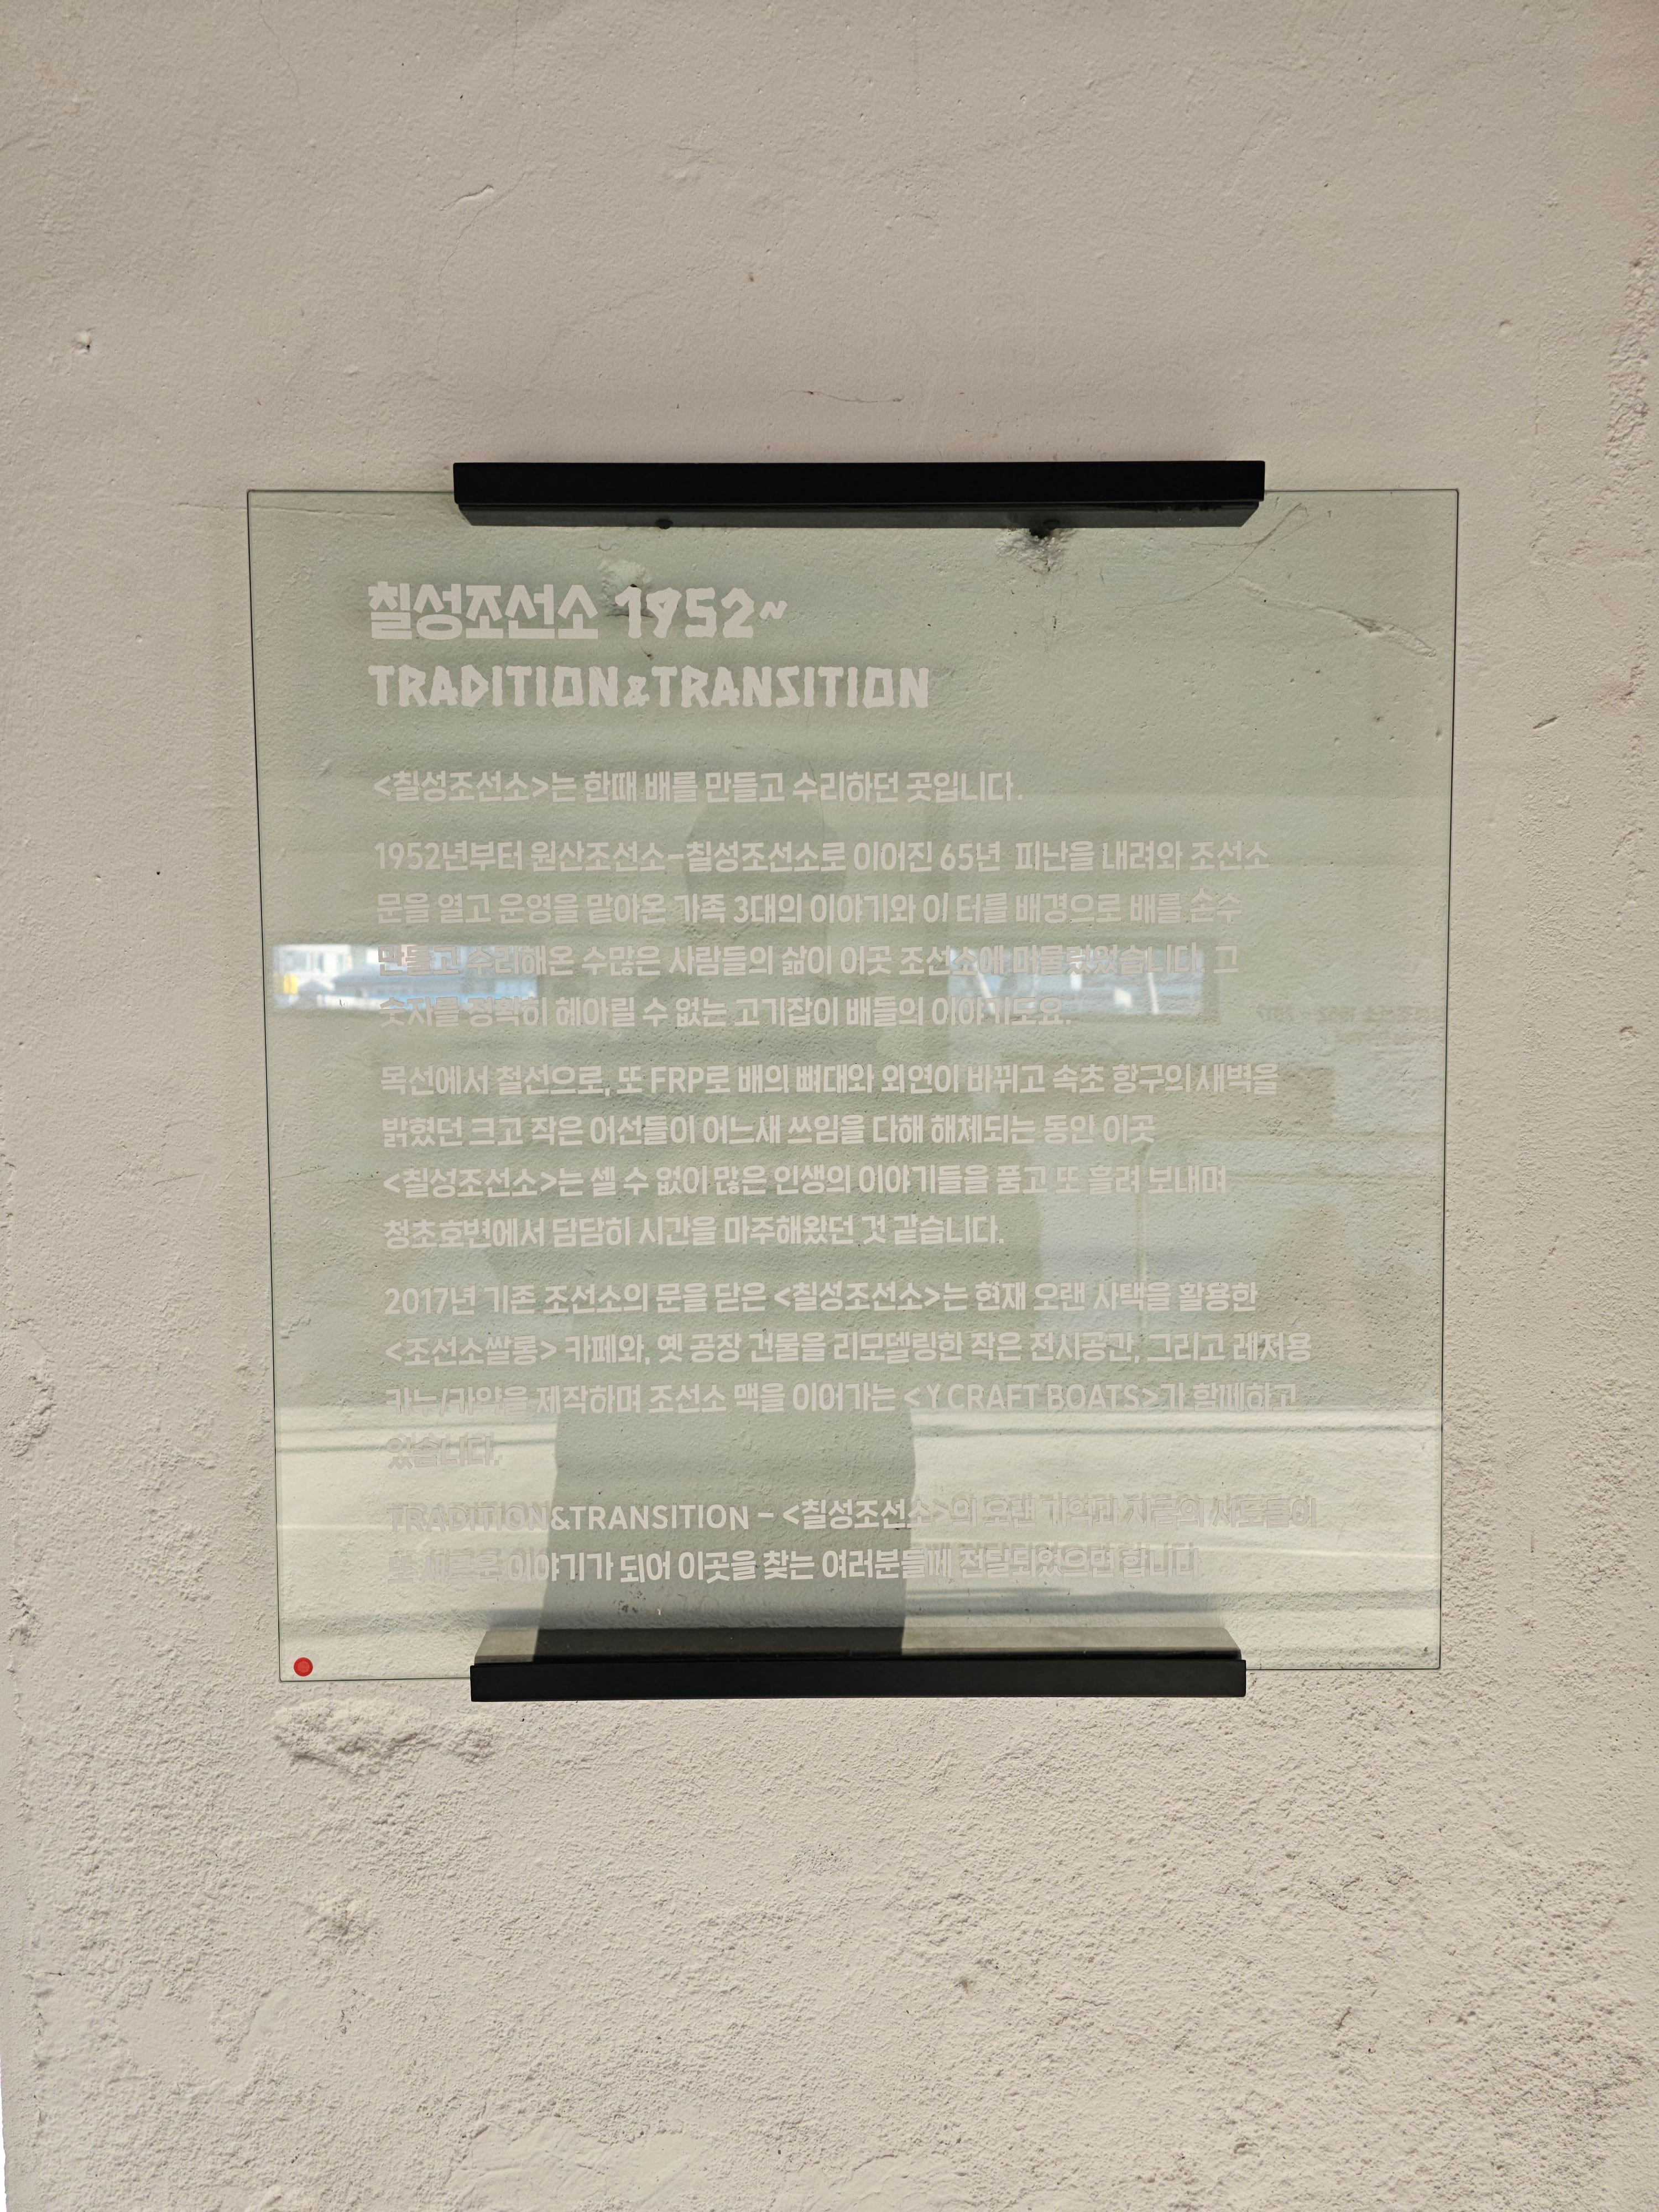 칠성조선소 1952~
TRADITION&TRANSITION
<칠성조선소>는 한때 배를 만들고 수리하던 곳입니다.
1952년부터 원산조선소-칠성조선소로 이어진 65년 피난을 내려와 조선소
문을 열고 운영을 맡아온 가족 3대의 이야기와 이 터를 배경으로 배를 손수
만들고 수리해온 수많은 사람들의 삶이 이곳 조선소에 머물렀었습니다. 그
숫자를 정확히 헤아릴 수 없는 고기잡이 배들의 이야기도요.
목선에서 철선으로, 또 FRP로 배의 뼈대와 외연이 바뀌고 속초 항구의 새벽을
밝혔던 크고 작은 어선들이 어느새 쓰임을 다해 해체되는 동안 이곳
<칠성조선소>는 셀 수 없이 많은 인생의 이야기들을 품고 또 흘려 보내며
청초호변에서 담담히 시간을 마주해왔던 것 같습니다.
2017년 기존 조선소의 문을 닫은 <칠성조선소>는 현재 오랜 사택을 활용한
<조선소쌀롱> 카페와, 옛 공장 건물을 리모델링한 작은 전시공간, 그리고 레저용
카누/카약을 제작하며 조선소 맥을 이어가는 <Y CRAFT BOATS>가 함께하고
있습니다.
TRADITION&TRANSITION - <칠성조선소>의 오랜 기억과 지금의 서로들이
또 새로운 이야기가 되어 이곳을 찾는 여러분들께 전달되었으면 합니다.